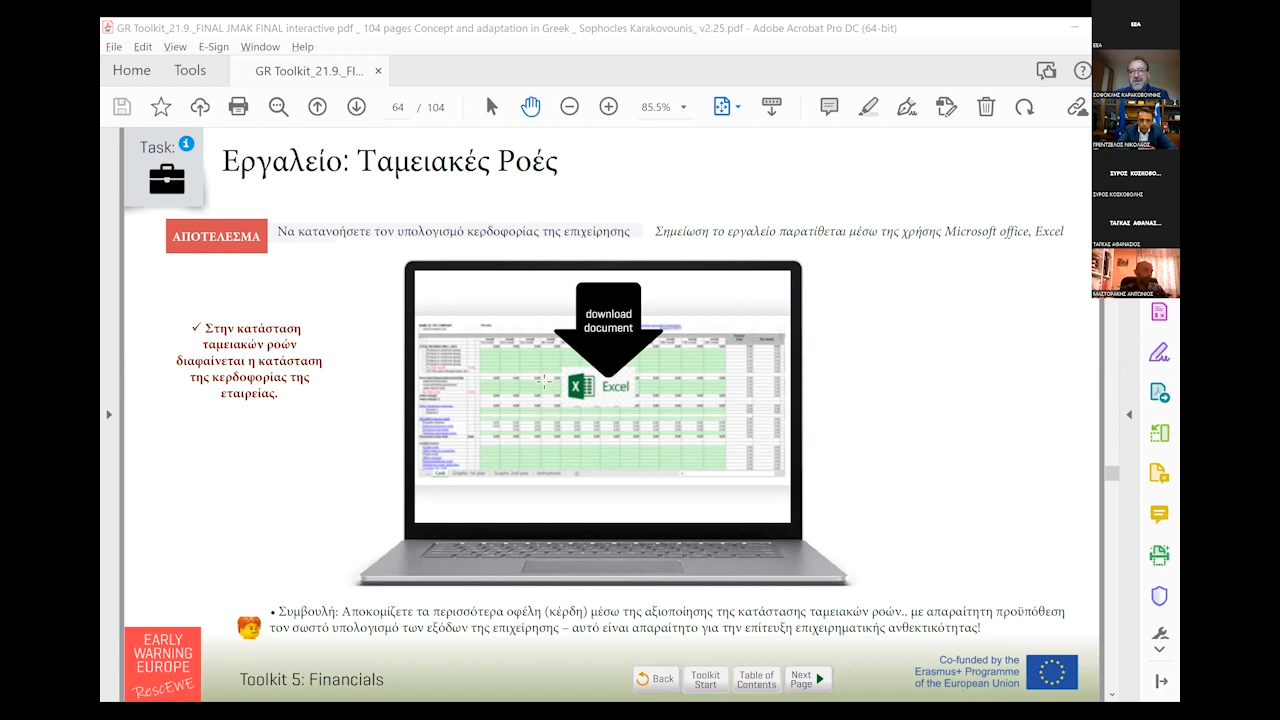 GR Toolkit_21.9._FINAL JMAK FINAL interactive pdf _ 104 pages Concept and adaptation in Greek _ Sophocles Karakovounis_ v2.25.pdf - Adobe Acrobat Pro DC (64-bit)
File Edit View E-Sign Window Help
Home Tools GR Toolkit_21.9._FI... ×
64 / 104 85.5%
ΕΕΑ
ΕΕΑ
ΣΟΦΟΚΛΗΣ ΚΑΡΑΚΟΒΟΥΝΗΣ
ΓΡΕΝΤΖΕΛΟΣ ΝΙΚΟΛΑΟΣ
ΣΥΡΟΣ ΚΟΣΚΟΒΟ...
ΣΥΡΟΣ ΚΟΣΚΟΒΟΛΗΣ
ΤΑΓΚΑΣ ΑΘΑΝΑΣ...
ΤΑΓΚΑΣ ΑΘΑΝΑΣΙΟΣ
ΜΑΣΤΟΡΑΚΗΣ ΑΝΤΩΝΙΟΣ
Task:
Εργαλείο: Ταμειακές Ροές
ΑΠΟΤΕΛΕΣΜΑ Να κατανοήσετε τον υπολογισμό κερδοφορίας της επιχείρησης Σημείωση το εργαλείο παρατίθεται μέσω της χρήσης Microsoft office, Excel
✓ Στην κατάσταση
ταμειακών ροών
διαφαίνεται η κατάσταση
της κερδοφορίας της
εταιρείας.
download
document
Excel
• Συμβουλή: Αποκομίζετε τα περισσότερα οφέλη (κέρδη) μέσω της αξιοποίησης της κατάστασης ταμειακών ροών.. με απαραίτητη προϋπόθεση
τον σωστό υπολογισμό των εξόδων της επιχείρησης – αυτό είναι απαραίτητο για την επίτευξη επιχειρηματικής ανθεκτικότητας!
EARLY
WARNING
EUROPE
RescEWE
Toolkit 5: Financials
Back
Toolkit
Start
Table of
Contents
Next
Page
Co-funded by the
Erasmus+ Programme
of the European Union